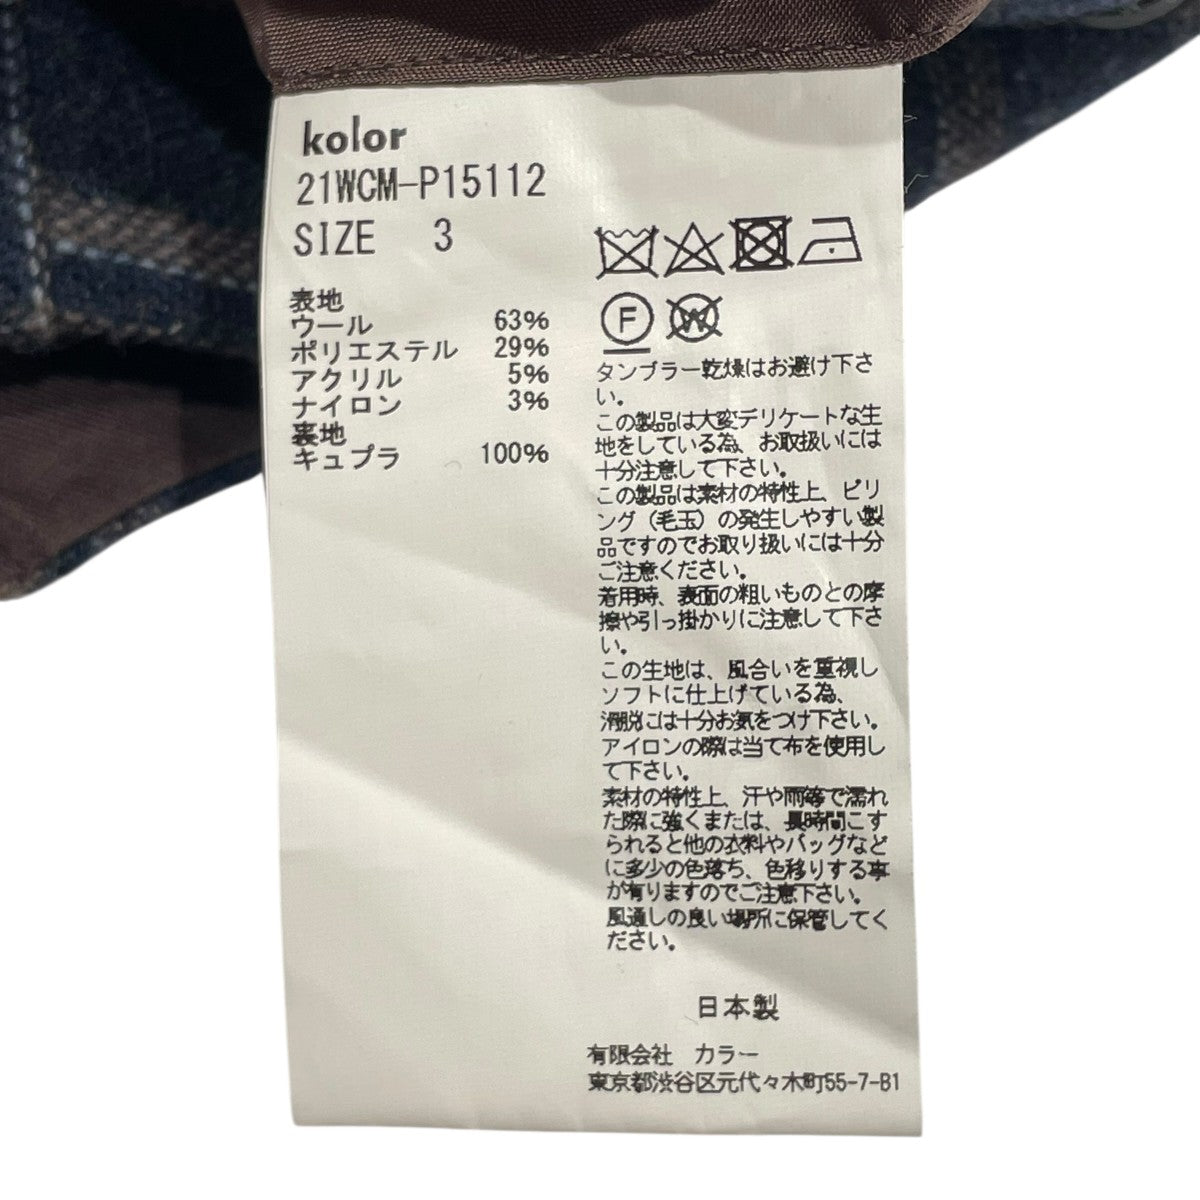 kolor
21WCM-P15112
SIZE 3
表地
ウール 63%
ポリエステル 29%
アクリル 5%
ナイロン 3%
裏地
キュプラ 100%
F
W
タンブラー乾燥はお避け下さ
い。
この製品は大変デリケートな生
地をしている為、お取扱いには
十分注意して下さい。
この製品は素材の特性上、ピリ
ング（毛玉）の発生しやすい製
品ですのでお取り扱いには十分
ご注意ください。
着用時、表面の粗いものとの摩
擦や引っ掛かりに注意して下さ
い。
この生地は、風合いを重視し
ソフトに仕上げている為、
滑脱には十分お気をつけ下さい。
アイロンの際は当て布を使用し
て下さい。
素材の特性上、汗や雨等で濡れ
た際に強くまたは、長時間こす
られると他の衣料やバッグなど
に多少の色落ち、色移りする事
が有りますのでご注意下さい。
風通しの良い場所に保管してく
ださい。
日本製
有限会社 カラー
東京都渋谷区元代々木町55-7-B1